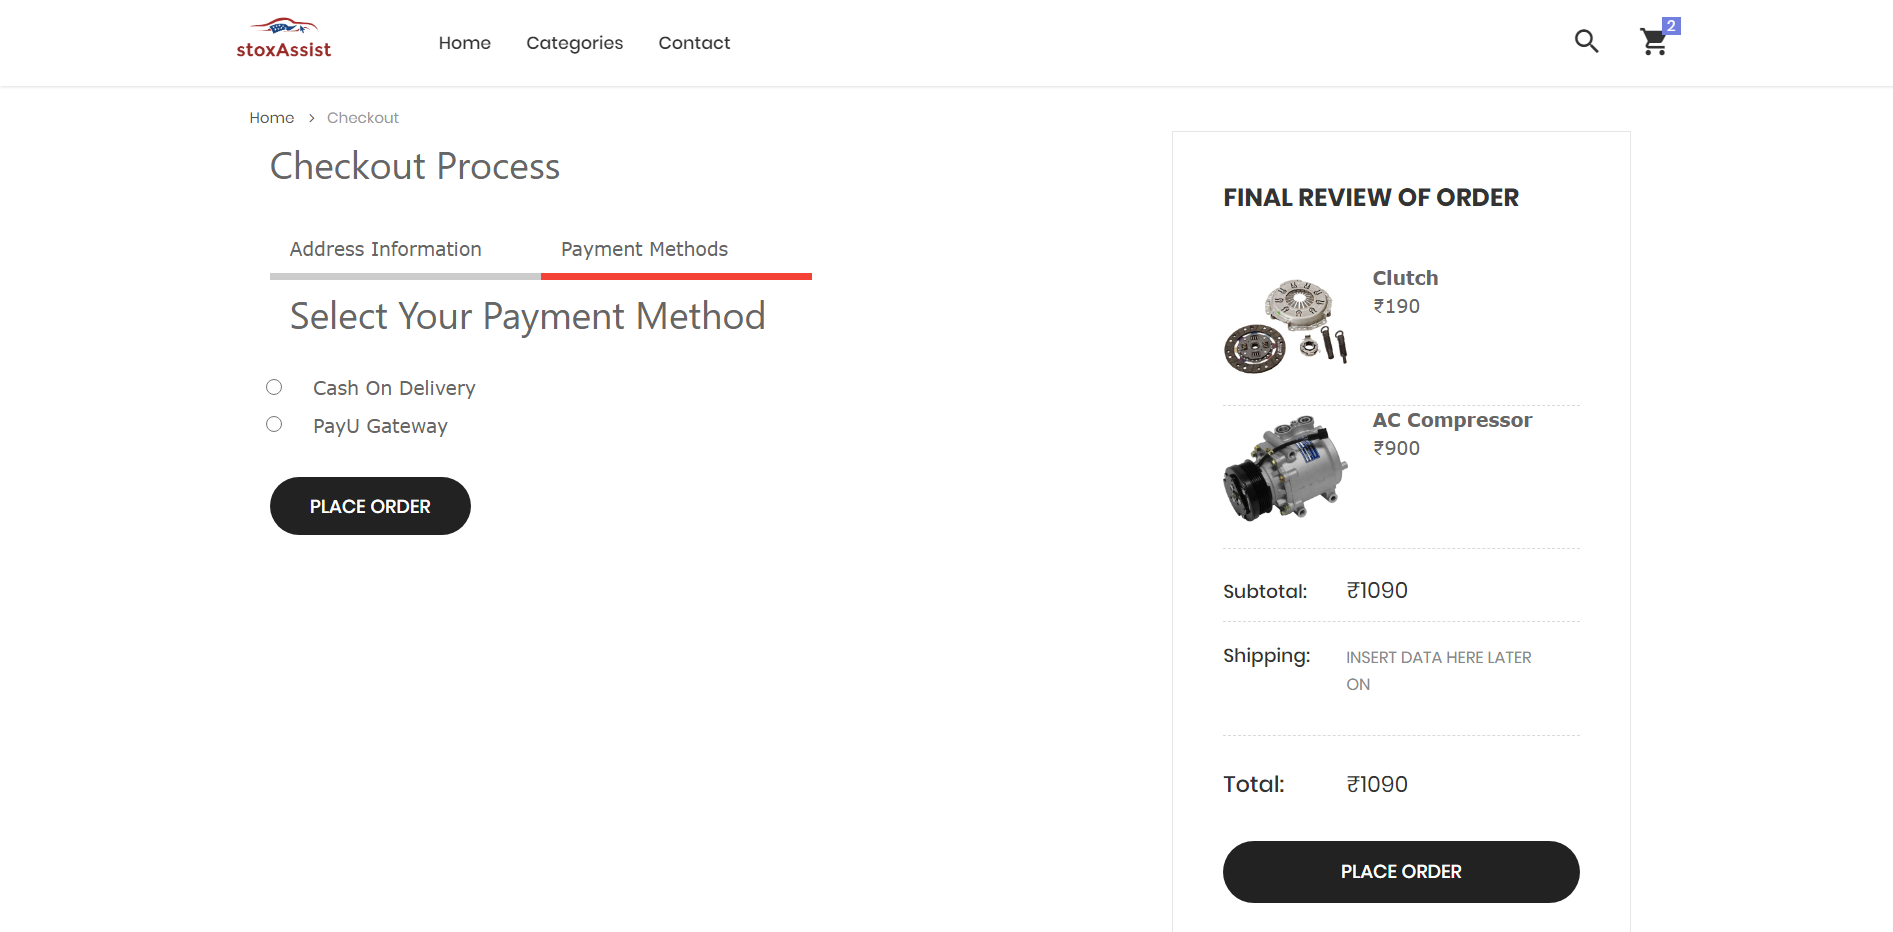 stoxAssist
Home
Categories
Contact
2
Home > Checkout
Checkout Process
Address Information
Payment Methods
Select Your Payment Method
Cash On Delivery
PayU Gateway
PLACE ORDER
FINAL REVIEW OF ORDER
Clutch
₹190
AC Compressor
₹900
Subtotal: ₹1090
Shipping: INSERT DATA HERE LATER
ON
Total: ₹1090
PLACE ORDER